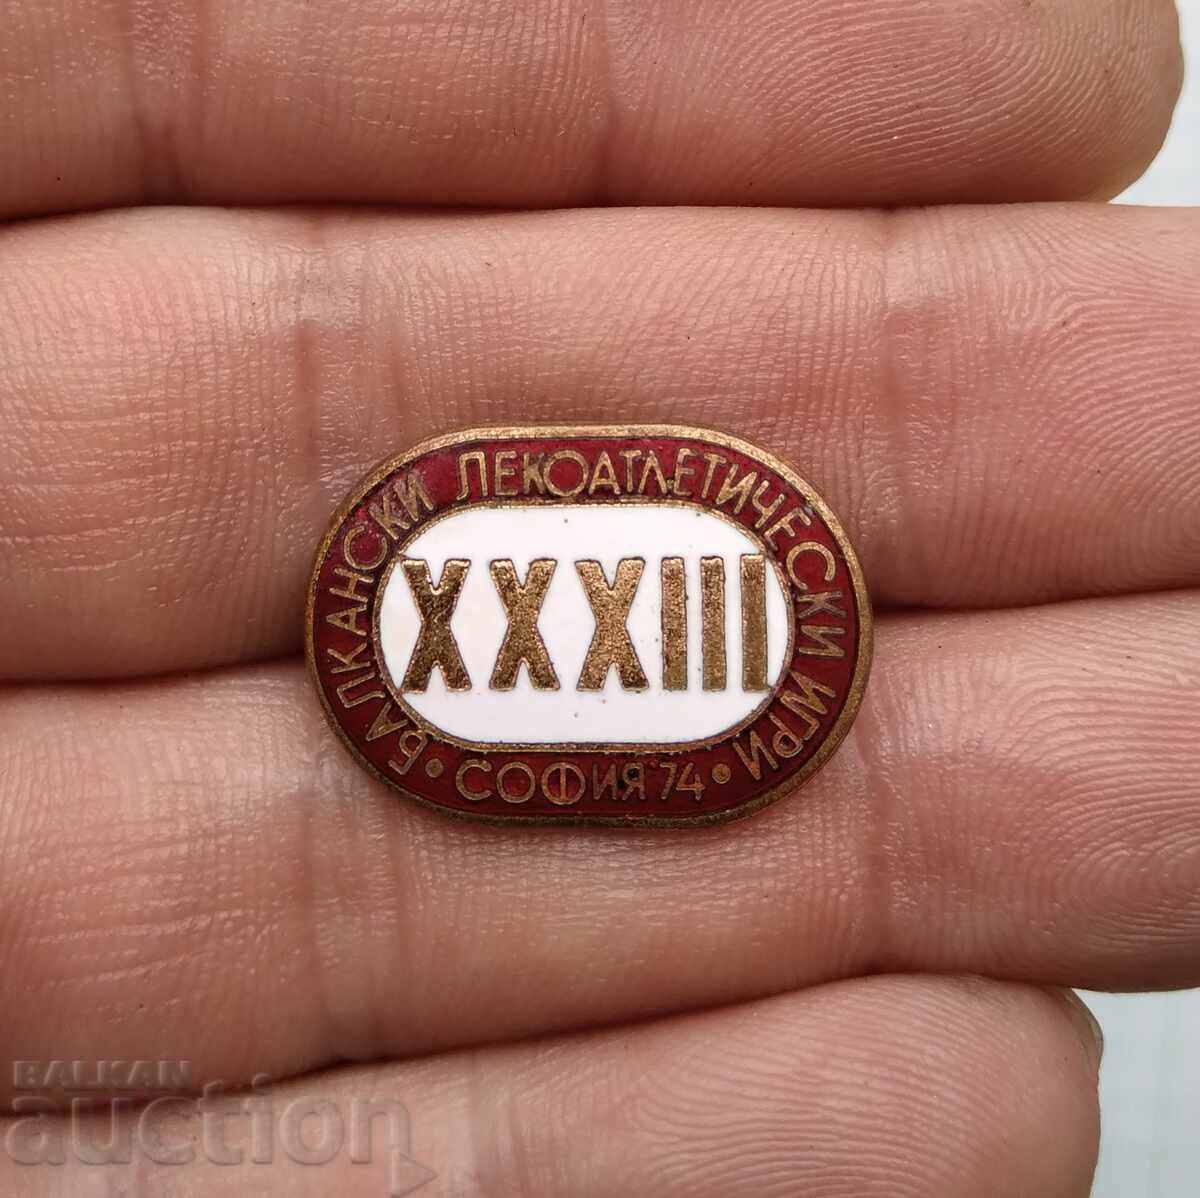 БАЛКАНСКИ ЛЕКОАТЛЕТИЧЕСКИ ИГРИ
XXXIII
• СОФИЯ 74 •
BALKAN
auction